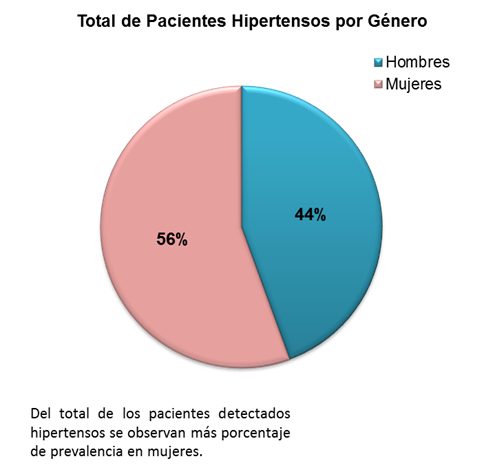 Total de Pacientes Hipertensos por Género
Hombres
Mujeres
44%
56%
Del total de los pacientes detectados
hipertensos se observan más porcentaje
de prevalencia en mujeres.